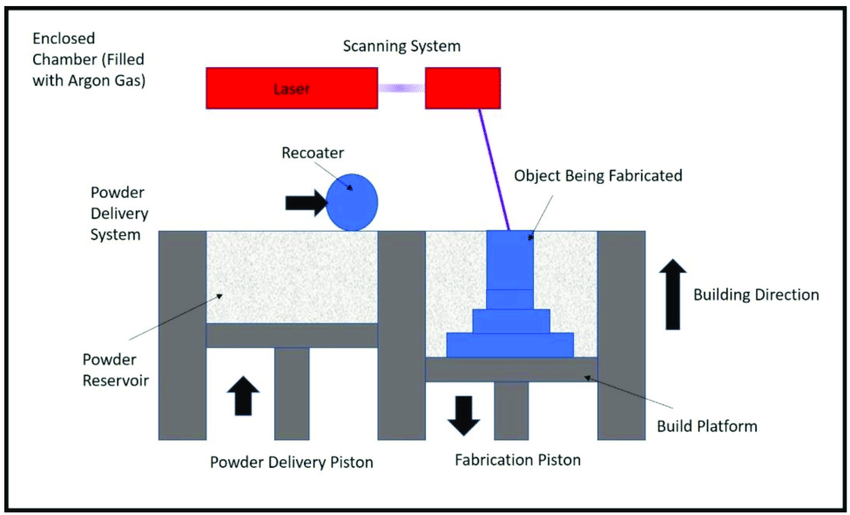 Enclosed
Chamber (Filled
with Argon Gas)
Scanning System
Laser
Recoater
Object Being Fabricated
Powder
Delivery
System
Building Direction
Powder
Reservoir
Build Platform
Powder Delivery Piston
Fabrication Piston